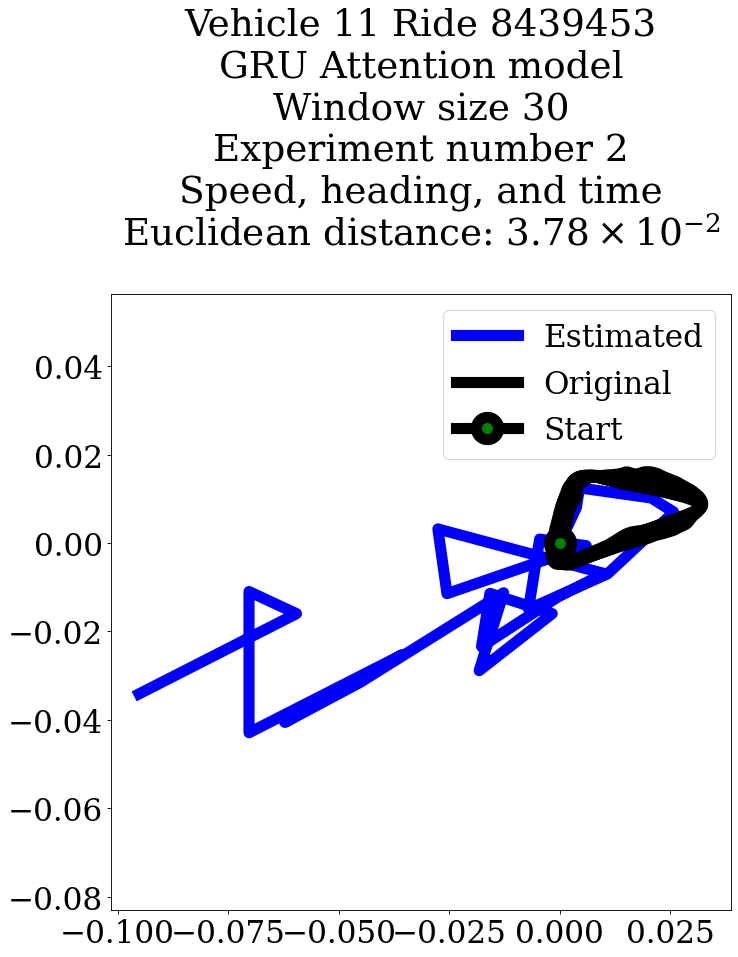 Vehicle 11 Ride 8439453
GRU Attention model
Window size 30
Experiment number 2
Speed, heading, and time
Euclidean distance: 3.78 × 10⁻²
Estimated
Original
Start
0.04
0.02
0.00
−0.02
−0.04
−0.06
−0.08
−0.100 −0.075 −0.050 −0.025 0.000 0.025